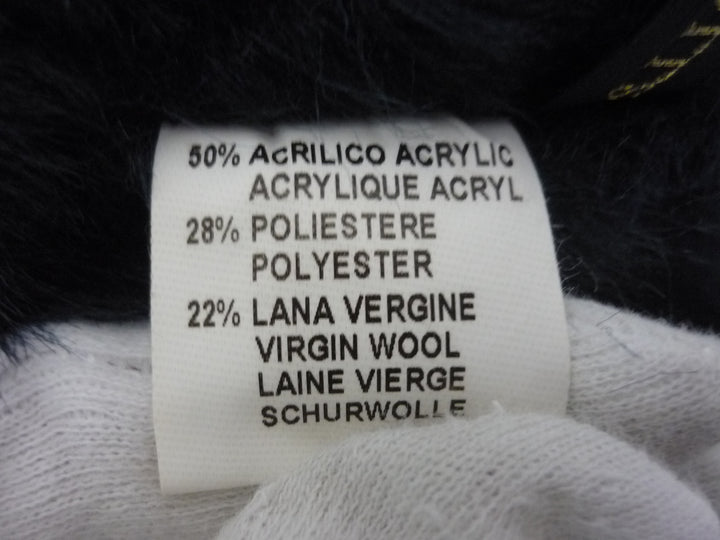 50% ACRILICO ACRYLIC
ACRYLIQUE ACRYL
28% POLIESTERE
POLYESTER
22% LANA VERGINE
VIRGIN WOOL
LAINE VIERGE
SCHURWOLLE